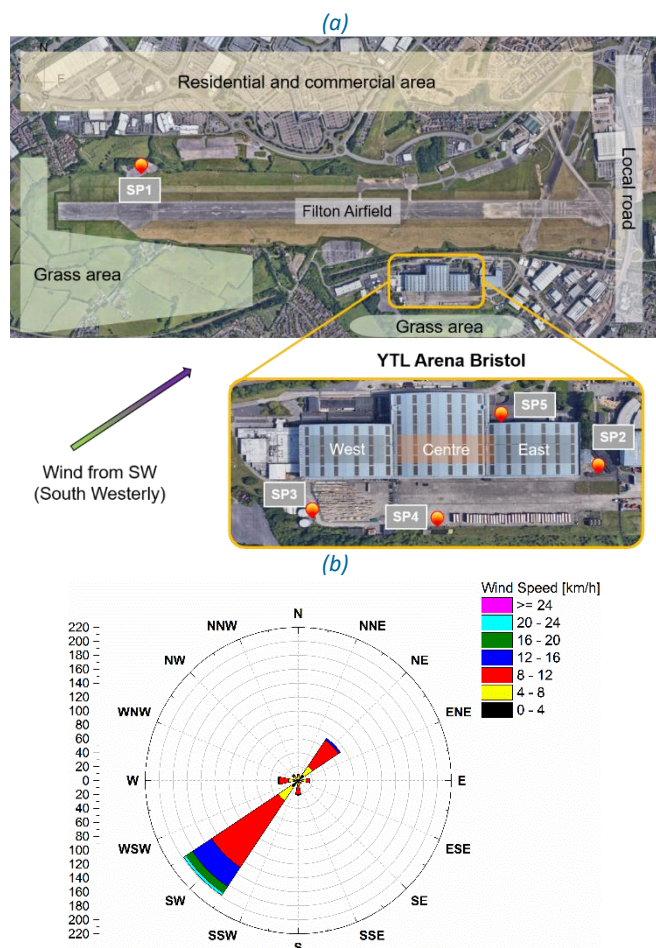 (a)
N
W E
S
Residential and commercial area
Local road
SP1
Filton Airfield
Grass area
Grass area
YTL Arena Bristol
Wind from SW
(South Westerly)
SP5
SP2
West
Centre
East
SP3
SP4
(b)
Wind Speed [km/h]
>= 24
20 - 24
16 - 20
12 - 16
8 - 12
4 - 8
0 - 4
N
NNW
NNE
NW
NE
WNW
ENE
W
E
WSW
ESE
SW
SE
SSW
SSE
S
220
200
180
160
140
120
100
80
60
40
20
0
20
40
60
80
100
120
140
160
180
200
220